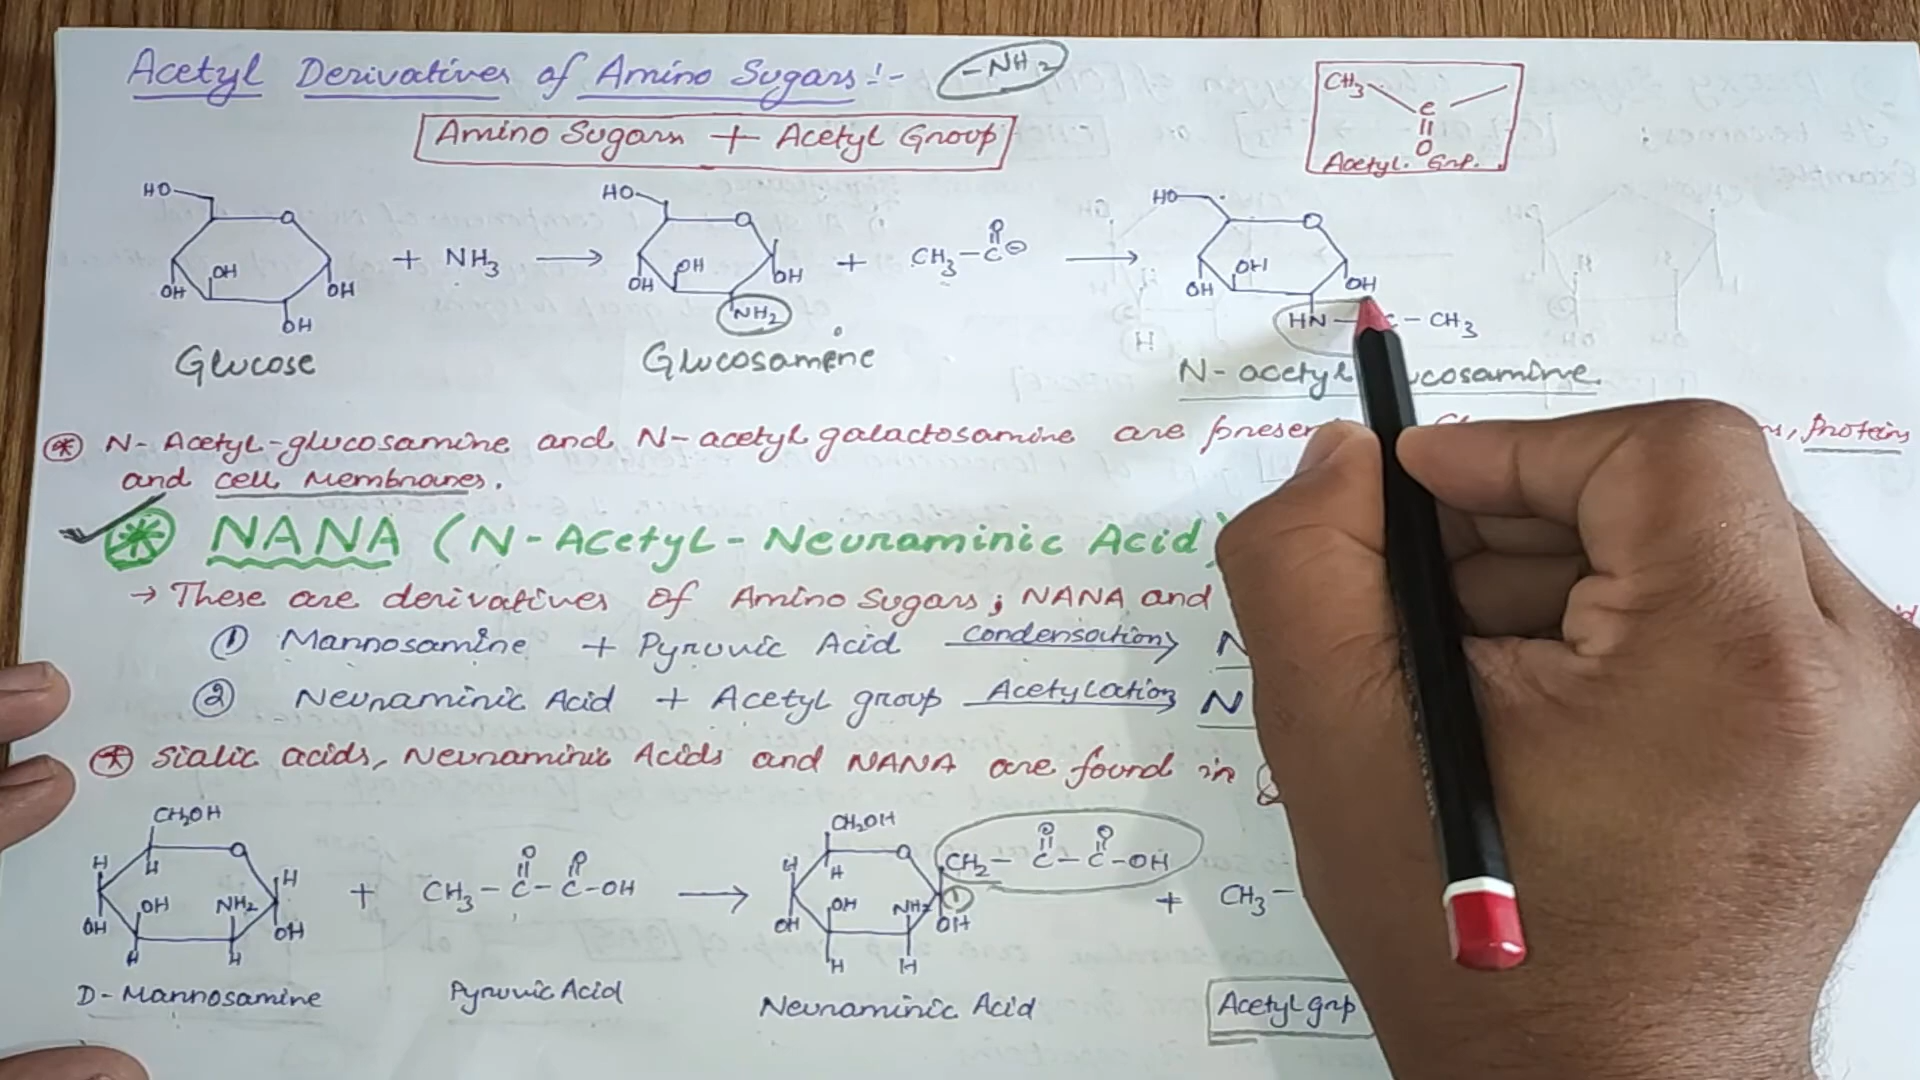 Acetyl Derivatives of Amino Sugars :- -NH2
Amino Sugars + Acetyl Group
CH3 C
O
Acetyl. Grp.
HO O OH OH OH OH + NH3 → HO O OH OH OH NH2 + CH3-C O ⊖ → HO O OH OH OH HN - CH3
Glucose
Glucosamine
N-acetyl
* N-Acetyl-glucosamine and N-acetyl galactosamine are Proteins
and cell Membranes.
* NANA (N-Acetyl-Neuraminic Acid)
→ These are derivatives of Amino Sugars; NANA and
① Mannosamine + Pyruvic Acid Condensation → N
② Neuraminic Acid + Acetyl group Acetylation → N
* Sialic acids, Neuraminic Acids and NANA are found in
CH2OH O H H OH OH H NH2 H H OH + CH3-C-C-OH O O → CH2OH O H H OH OH H NH2 H OH ① CH2-C-C-OH O O + CH3-
D-Mannosamine
Pyruvic Acid
Neuraminic Acid
Acetyl grp